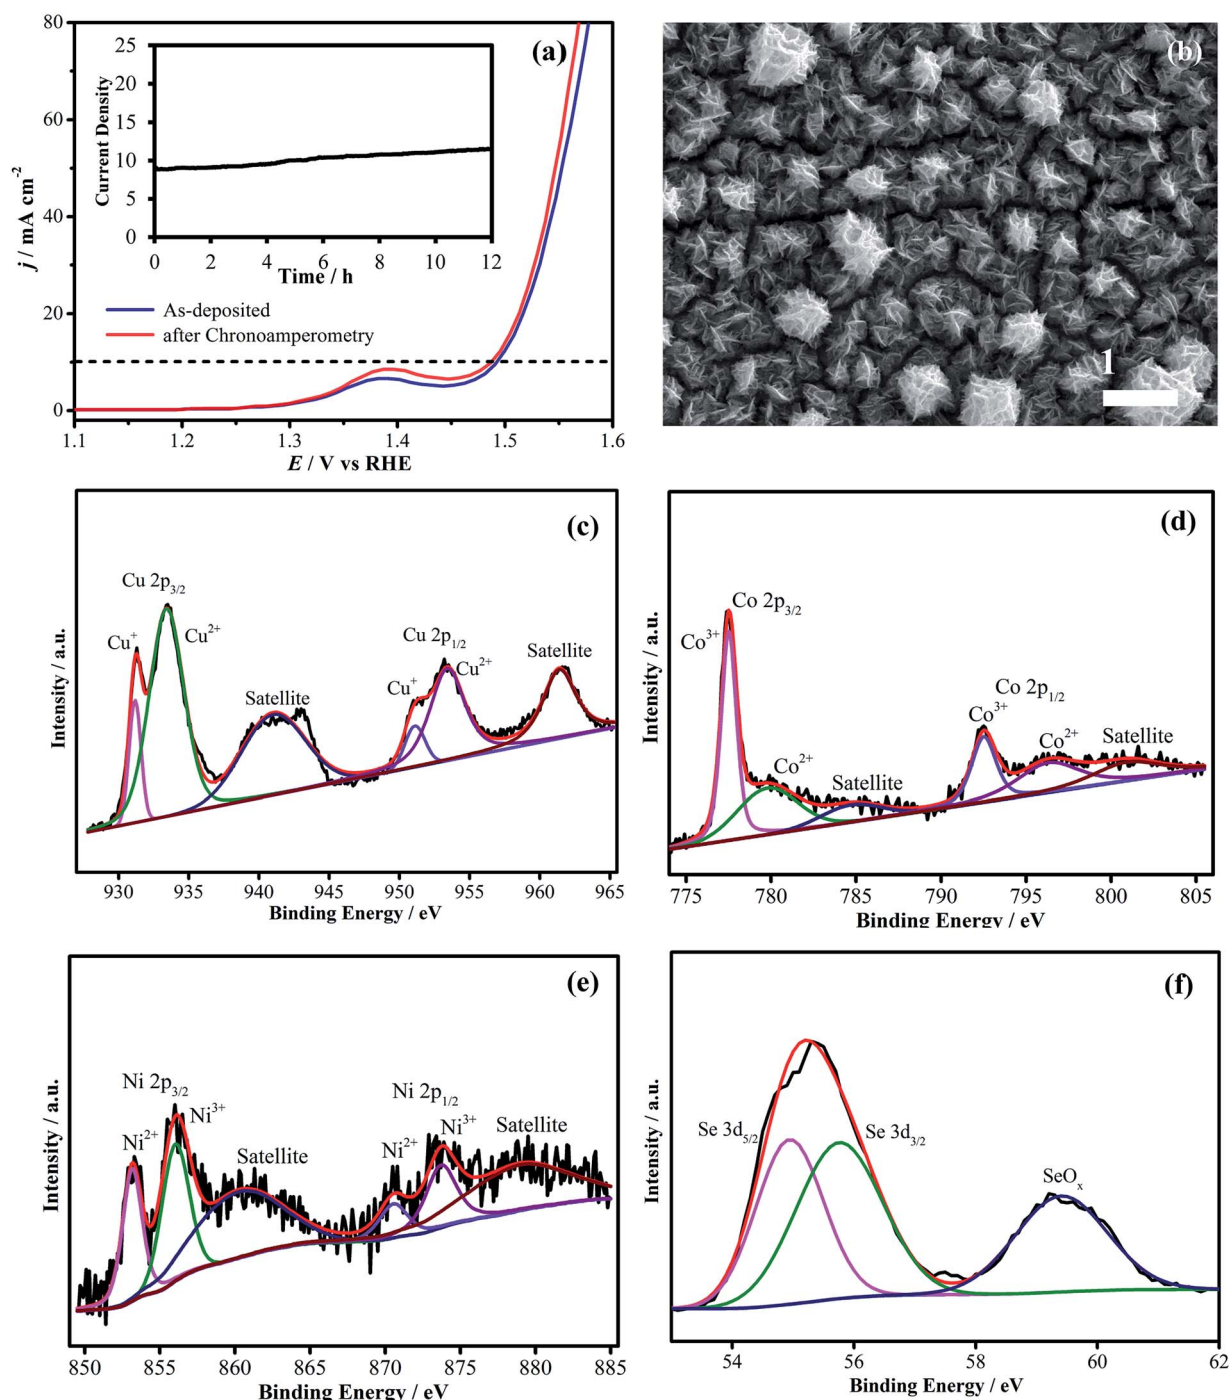 (a)
80
60
40
20
0
j / mA cm⁻²
1.1 1.2 1.3 1.4 1.5 1.6
E / V vs RHE
25
20
15
10
5
0
Current Density
0 2 4 6 8 10 12
Time / h
As-deposited
after Chronoamperometry
(b)
1
(c)
Cu 2p₃/₂
Cu⁺
Cu²⁺
Satellite
Cu 2p₁/₂
Cu⁺
Cu²⁺
Satellite
Intensity / a.u.
930 935 940 945 950 955 960 965
Binding Energy / eV
(d)
Co 2p₃/₂
Co³⁺
Co²⁺
Satellite
Co 2p₁/₂
Co³⁺
Co²⁺
Satellite
Intensity / a.u.
775 780 785 790 795 800 805
Binding Energy / eV
(e)
Ni 2p₃/₂
Ni²⁺
Ni³⁺
Satellite
Ni 2p₁/₂
Ni²⁺
Ni³⁺
Satellite
Intensity / a.u.
850 855 860 865 870 875 880 885
Binding Energy / eV
(f)
Se 3d₅/₂
Se 3d₃/₂
SeOₓ
Intensity / a.u.
54 56 58 60 62
Binding Energy / eV